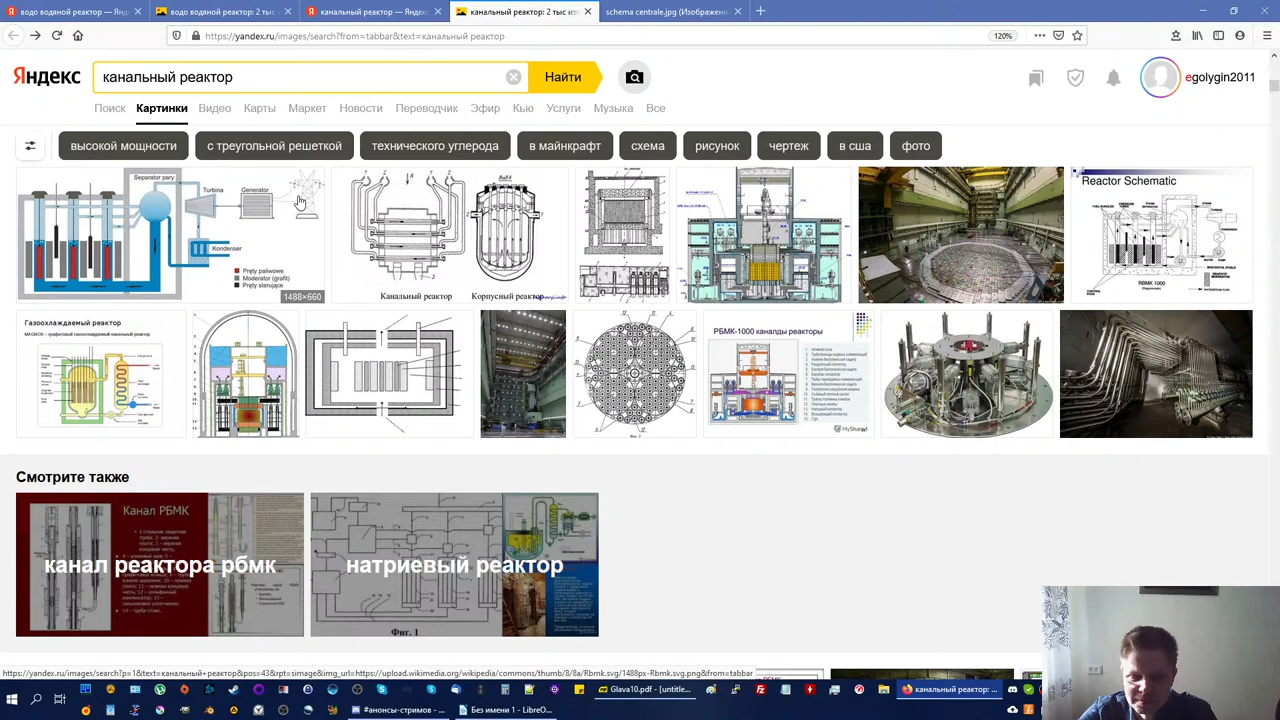 водо водяной реактор —
водо водяной реактор: 2 тыс
канальный реактор —
канальный реактор: 2 тыс из
schema centrale.jpg (Изображени
https://yandex.ru/images/search?from=tabbar&text=канальный реактор
120%
Яндекс
канальный реактор
Найти
egolygin2011
Поиск
Картинки
Видео
Карты
Маркет
Новости
Переводчик
Эфир
Кью
Услуги
Музыка
Все
высокой мощности
с треугольной решеткой
технического углерода
в майнкрафт
схема
рисунок
чертеж
в сша
фото
Separator pary
Turbina
Generator
Kondenser
Pręty paliwowe
Moderator (grafit)
Pręty sterujące
1488×660
Канальный реактор
Корпусный реактор
Reactor Schematic
RBMK 1000
Газоохлаждаемый реактор
РБМК-1000 каналды реакторы
MyShared
Смотрите также
Канал РБМК
канал реактора рбмк
натриевый реактор
Фиг. 1
https://yandex.ru/images/search?p=1&text=канальный+реактор&pos=43&rpt=simage&img_url=https://upload.wikimedia.org/wikipedia/commons/thumb/8/8a/Rbmk.svg/1488px-Rbmk.svg.png&from=tabbar
Glava10.pdf - [untitle...
канальный реактор: ...
#анонсы-стримов - ...
Без имени 1 - LibreO...